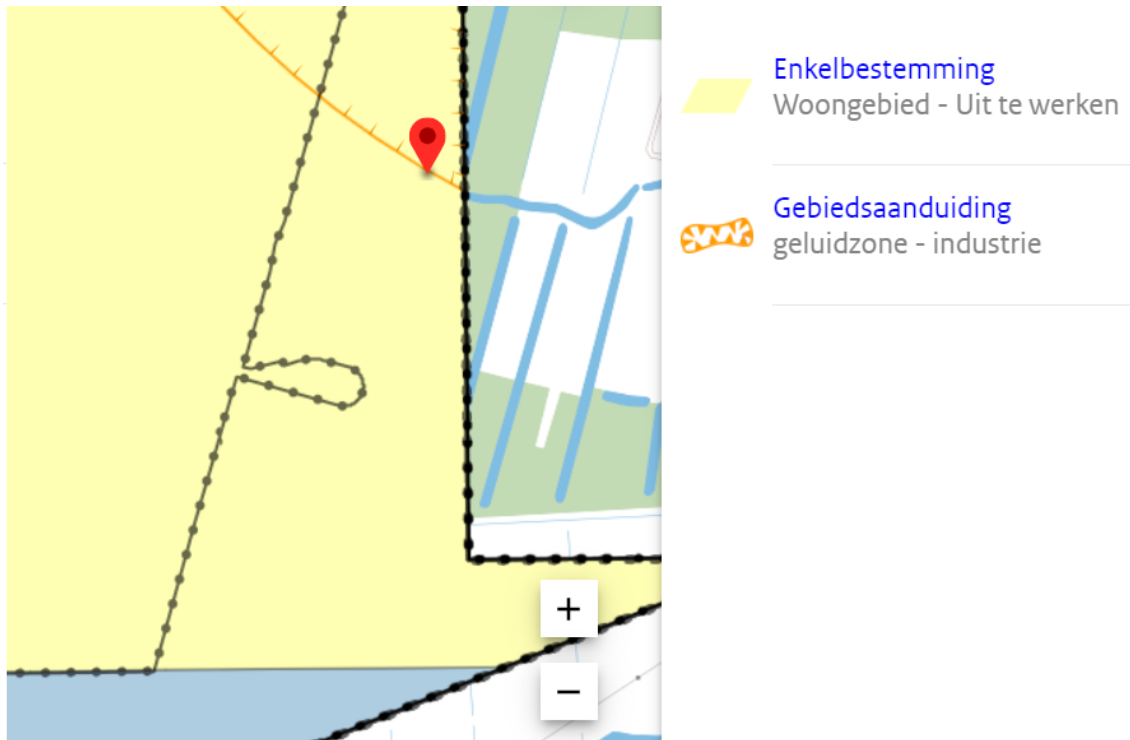 Enkelbestemming
Woongebied - Uit te werken
Gebiedsaanduiding
geluidzone - industrie
+
−